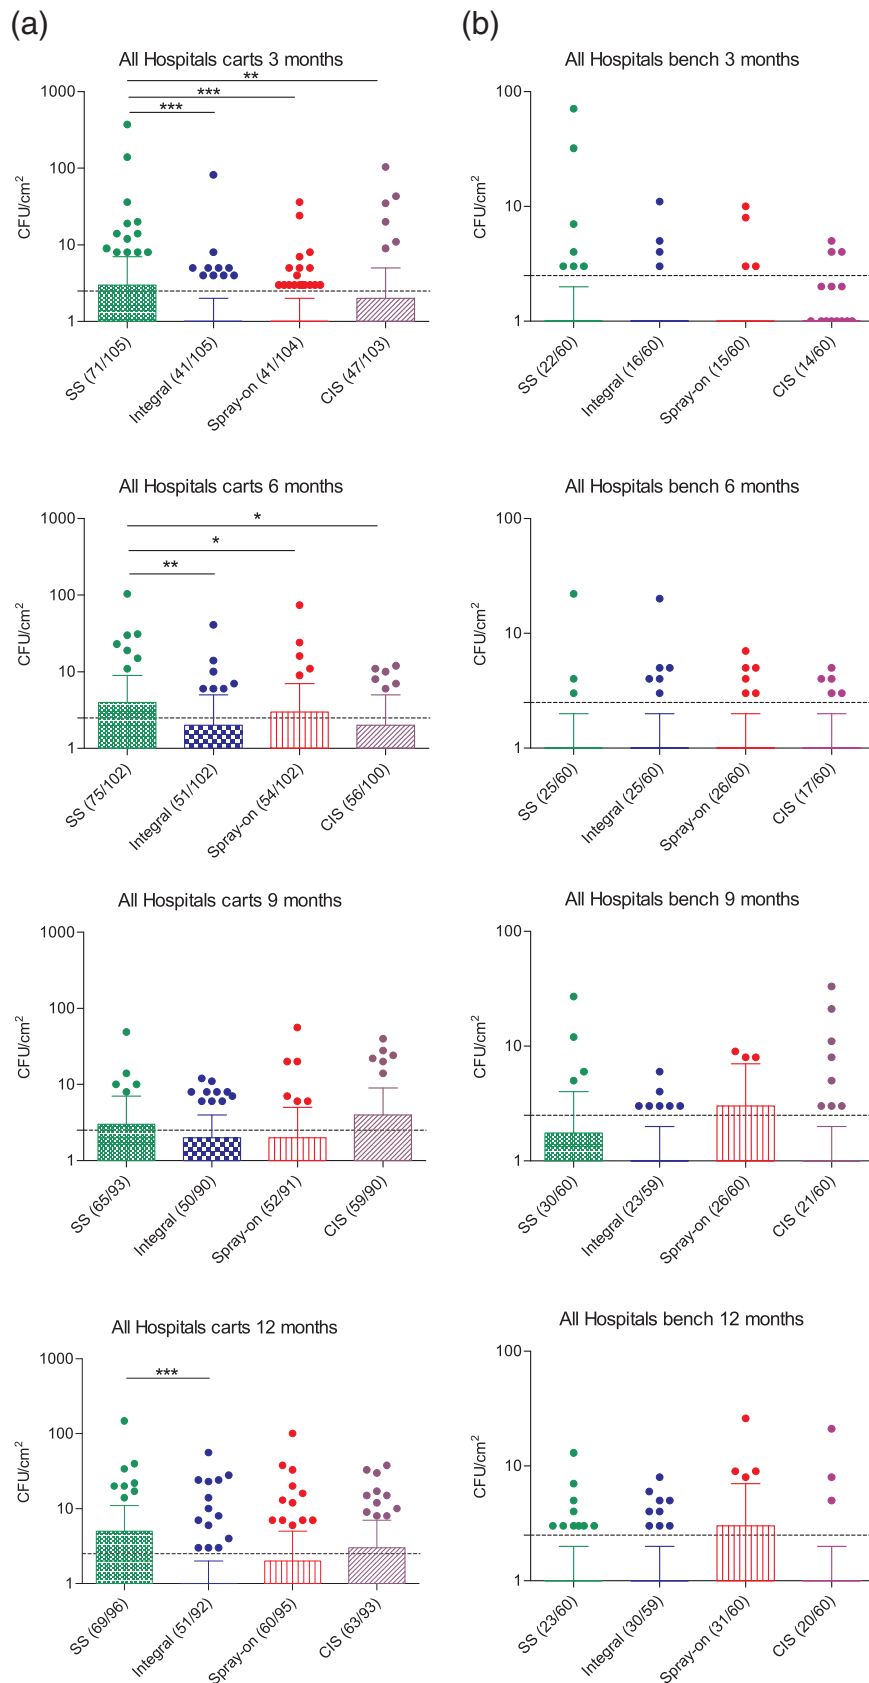 (a)
All Hospitals carts 3 months
**
***
***
1000
100
10
1
CFU/cm²
SS (71/105)
Integral (41/105)
Spray-on (41/104)
CIS (47/103)
All Hospitals carts 6 months
*
*
**
1000
100
10
1
CFU/cm²
SS (75/102)
Integral (51/102)
Spray-on (54/102)
CIS (56/100)
All Hospitals carts 9 months
1000
100
10
1
CFU/cm²
SS (65/93)
Integral (50/90)
Spray-on (52/91)
CIS (59/90)
All Hospitals carts 12 months
***
1000
100
10
1
CFU/cm²
SS (69/96)
Integral (51/92)
Spray-on (60/95)
CIS (63/93)
(b)
All Hospitals bench 3 months
100
10
1
CFU/cm²
SS (22/60)
Integral (16/60)
Spray-on (15/60)
CIS (14/60)
All Hospitals bench 6 months
100
10
1
CFU/cm²
SS (25/60)
Integral (25/60)
Spray-on (26/60)
CIS (17/60)
All Hospitals bench 9 months
100
10
1
CFU/cm²
SS (30/60)
Integral (23/59)
Spray-on (26/60)
CIS (21/60)
All Hospitals bench 12 months
100
10
1
CFU/cm²
SS (23/60)
Integral (30/59)
Spray-on (31/60)
CIS (20/60)